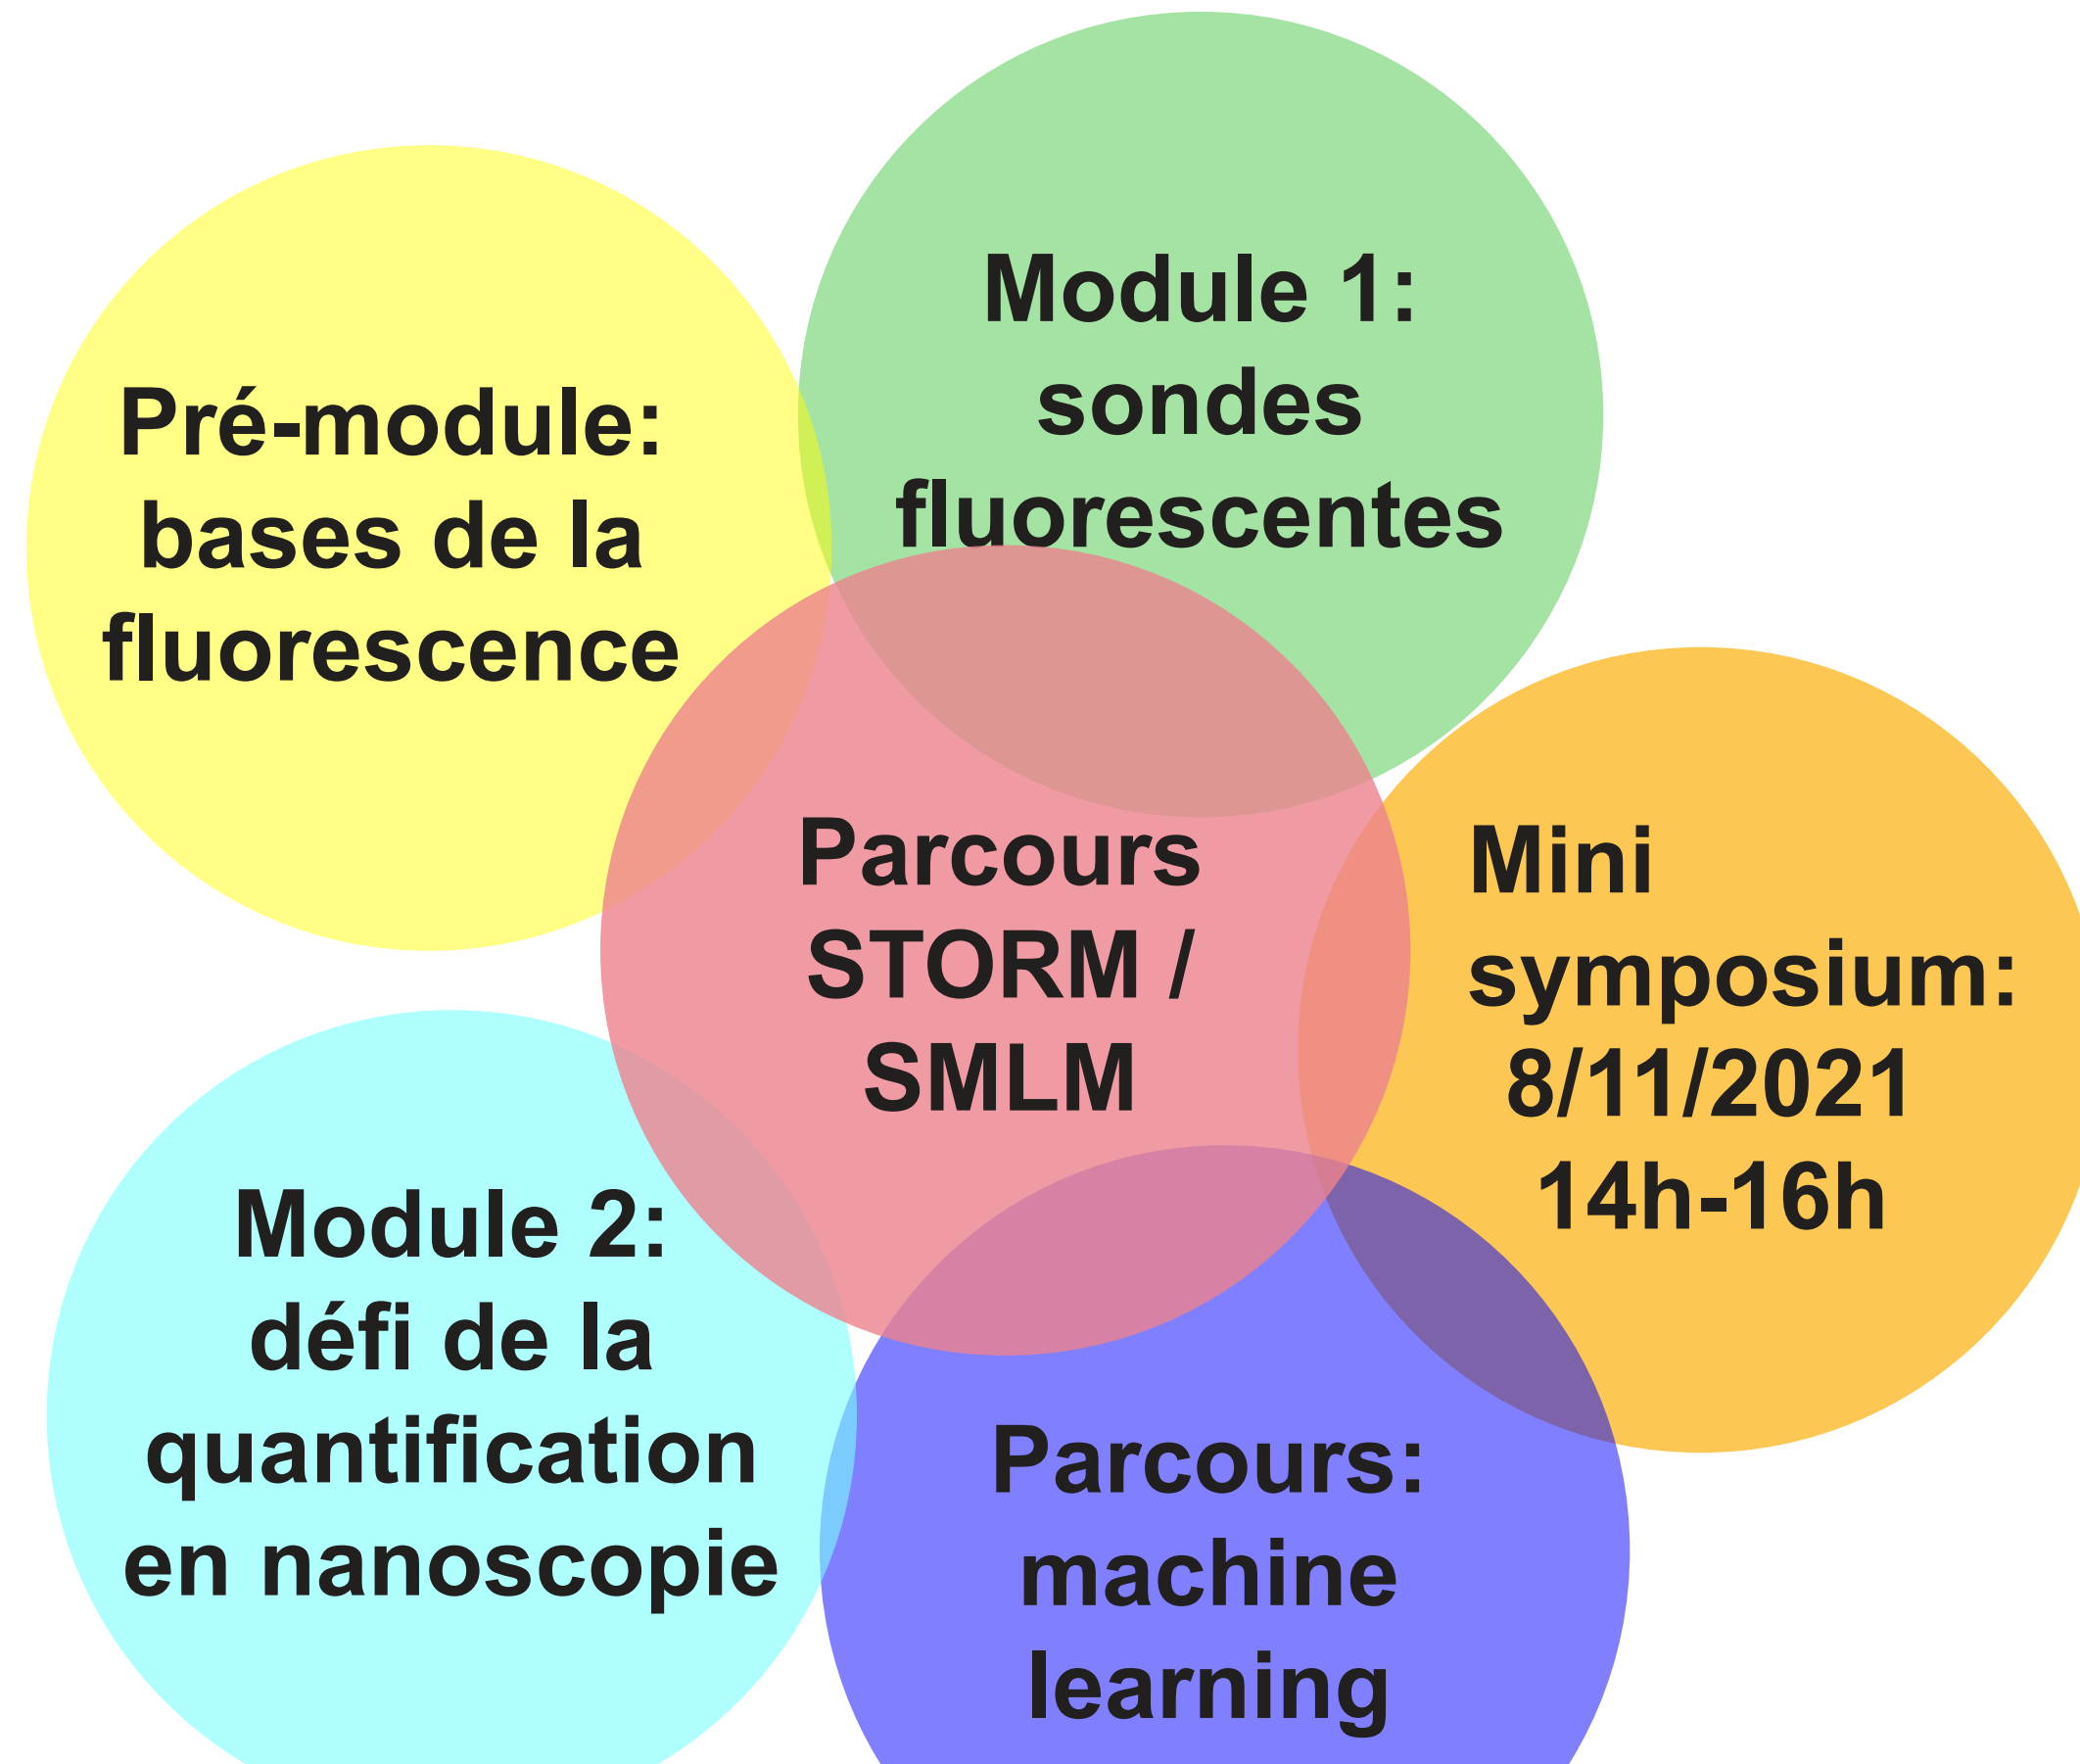 Pré-module:
bases de la
fluorescence
Module 1:
sondes
fluorescentes
Parcours
STORM /
SMLM
Mini
symposium:
8/11/2021
14h-16h
Module 2:
défi de la
quantification
en nanoscopie
Parcours:
machine
learning